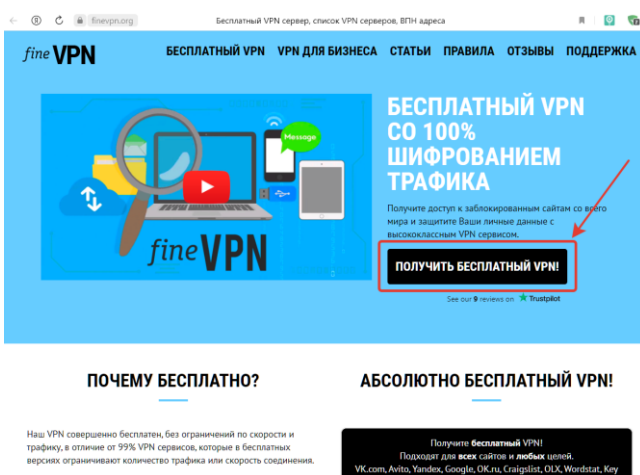 finevpn.org
Бесплатный VPN сервер, список VPN серверов, ВПН адреса
fine VPN
БЕСПЛАТНЫЙ VPN VPN ДЛЯ БИЗНЕСА СТАТЬИ ПРАВИЛА ОТЗЫВЫ ПОДДЕРЖКА
Message
fine VPN
БЕСПЛАТНЫЙ VPN
СО 100%
ШИФРОВАНИЕМ
ТРАФИКА
Получите доступ к заблокированным сайтам со всего
мира и защитите Ваши личные данные с
высококлассным VPN сервисом.
ПОЛУЧИТЬ БЕСПЛАТНЫЙ VPN!
See our 9 reviews on Trustpilot
ПОЧЕМУ БЕСПЛАТНО?
Наш VPN совершенно бесплатен, без ограничений по скорости и
трафику, в отличие от 99% VPN сервисов, которые в бесплатных
версиях ограничивают количество трафика или скорость соединения.
АБСОЛЮТНО БЕСПЛАТНЫЙ VPN!
Получите бесплатный VPN!
Подходят для всех сайтов и любых целей.
VK.com, Avito, Yandex, Google, OK.ru, Craigslist, OLX, Wordstat, Key